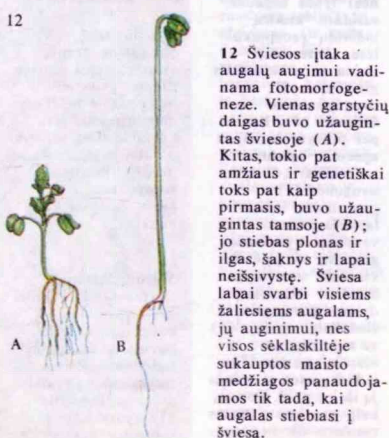 12
12 Šviesos įtaka
augalų augimui vadi-
nama fotomorfoge-
neze. Vienas garstyčių
daigas buvo užaugin-
tas šviesoje (A).
Kitas, tokio pat
amžiaus ir genetiškai
toks pat kaip
pirmasis, buvo užau-
gintas tamsoje (B);
jo stiebas plonas ir
ilgas, šaknys ir lapai
neišsivystę. Šviesa
labai svarbi visiems
žaliesiems augalams,
jų auginimui, nes
visos sėklaskiltėje
sukauptos maisto
medžiagos panaudoja-
mos tik tada, kai
augalas stiebiasi į
šviesą.
A
B